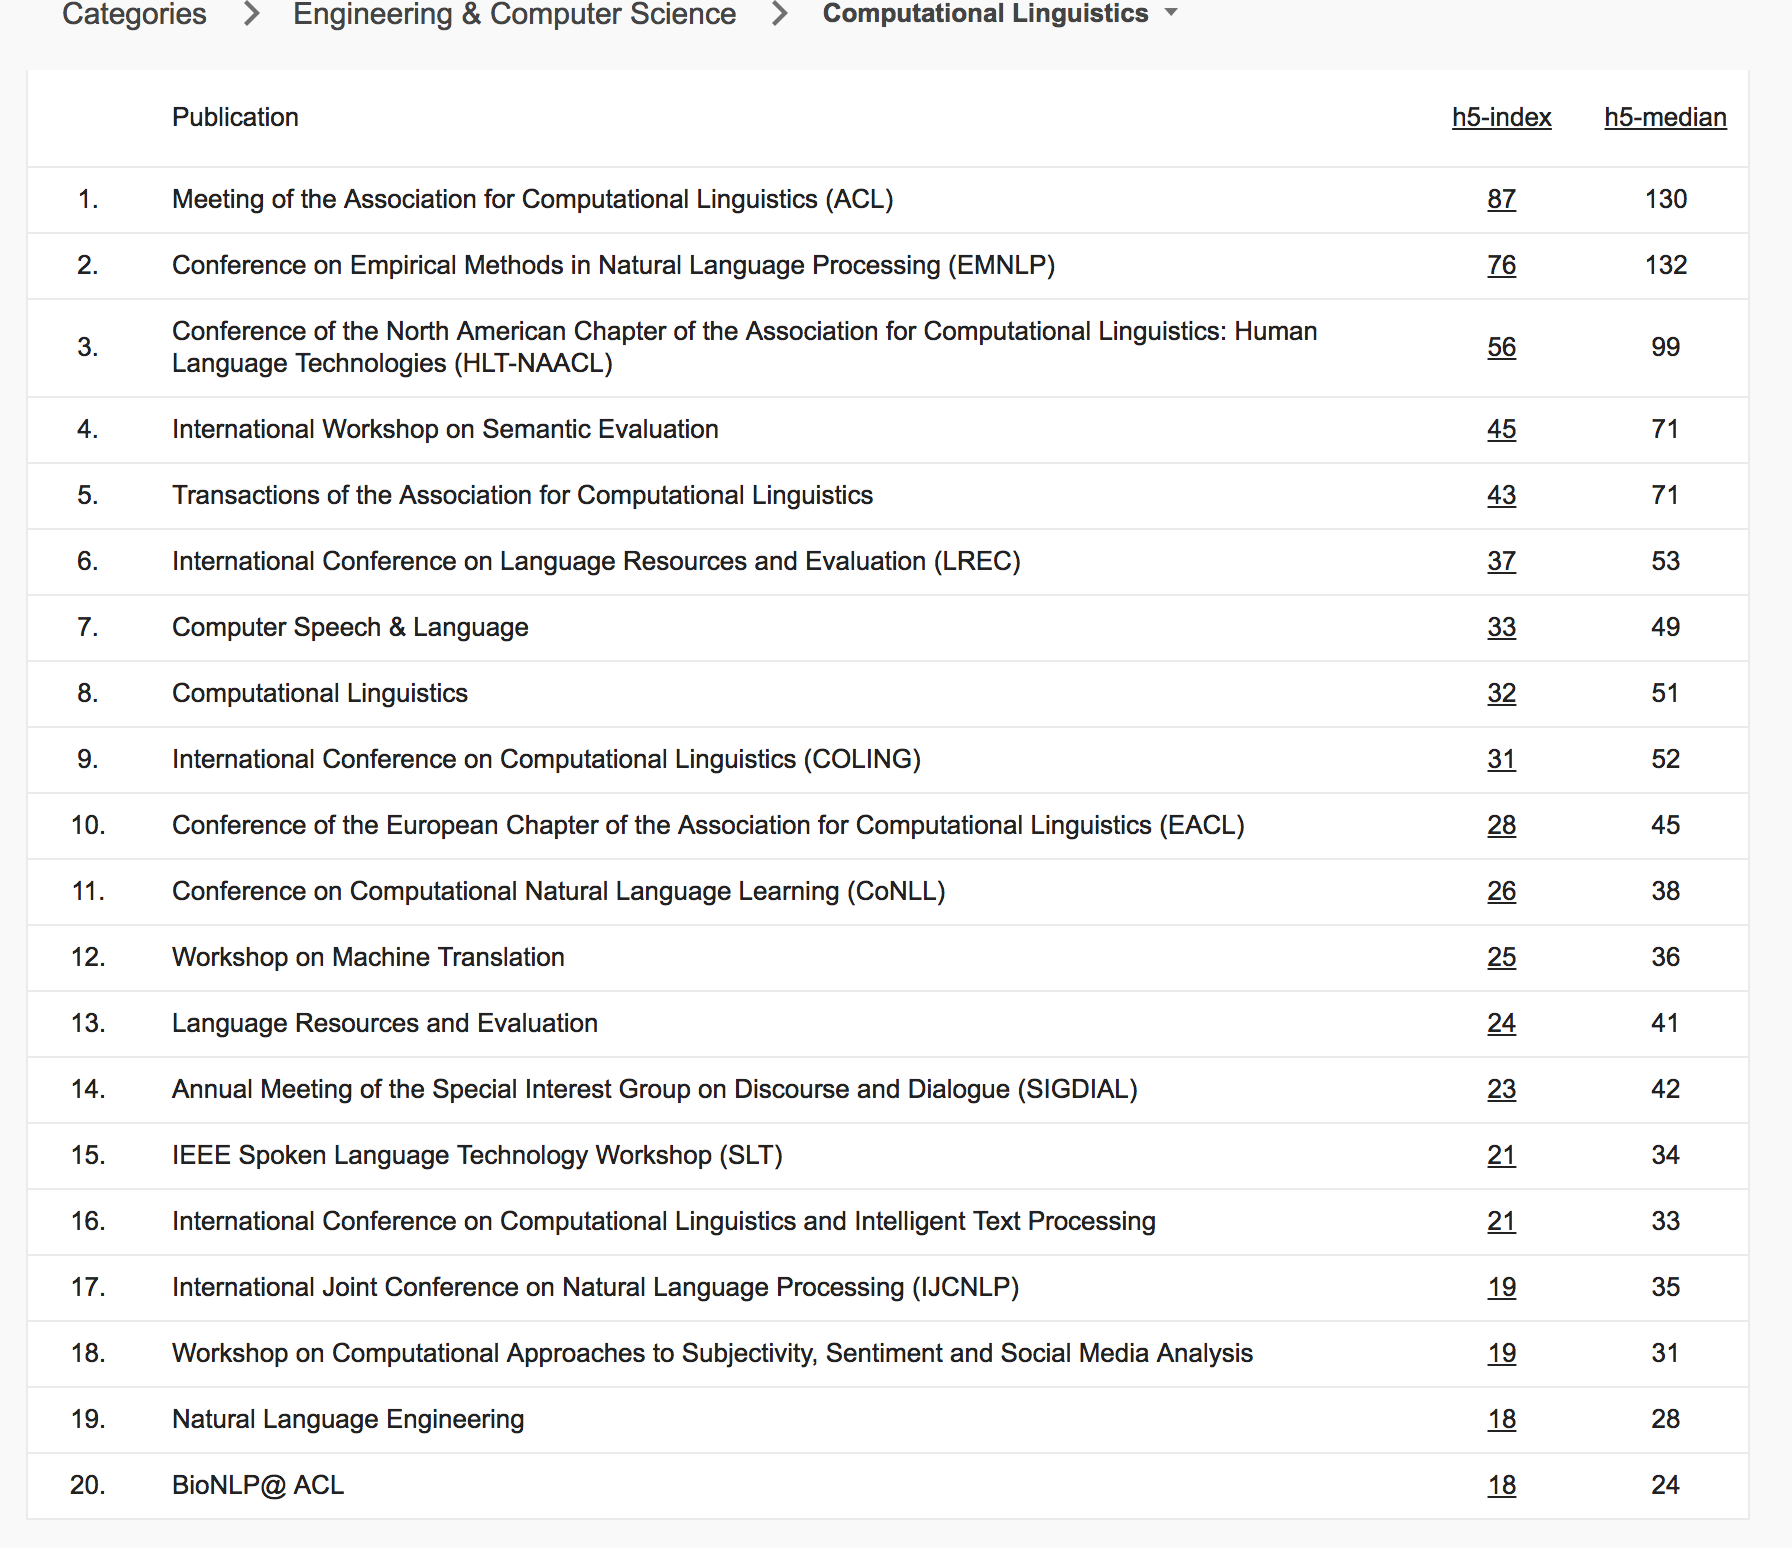 Categories > Engineering & Computer Science > Computational Linguistics
Publication h5-index h5-median
1. Meeting of the Association for Computational Linguistics (ACL) 87 130
2. Conference on Empirical Methods in Natural Language Processing (EMNLP) 76 132
3. Conference of the North American Chapter of the Association for Computational Linguistics: Human
Language Technologies (HLT-NAACL) 56 99
4. International Workshop on Semantic Evaluation 45 71
5. Transactions of the Association for Computational Linguistics 43 71
6. International Conference on Language Resources and Evaluation (LREC) 37 53
7. Computer Speech & Language 33 49
8. Computational Linguistics 32 51
9. International Conference on Computational Linguistics (COLING) 31 52
10. Conference of the European Chapter of the Association for Computational Linguistics (EACL) 28 45
11. Conference on Computational Natural Language Learning (CoNLL) 26 38
12. Workshop on Machine Translation 25 36
13. Language Resources and Evaluation 24 41
14. Annual Meeting of the Special Interest Group on Discourse and Dialogue (SIGDIAL) 23 42
15. IEEE Spoken Language Technology Workshop (SLT) 21 34
16. International Conference on Computational Linguistics and Intelligent Text Processing 21 33
17. International Joint Conference on Natural Language Processing (IJCNLP) 19 35
18. Workshop on Computational Approaches to Subjectivity, Sentiment and Social Media Analysis 19 31
19. Natural Language Engineering 18 28
20. BioNLP@ ACL 18 24